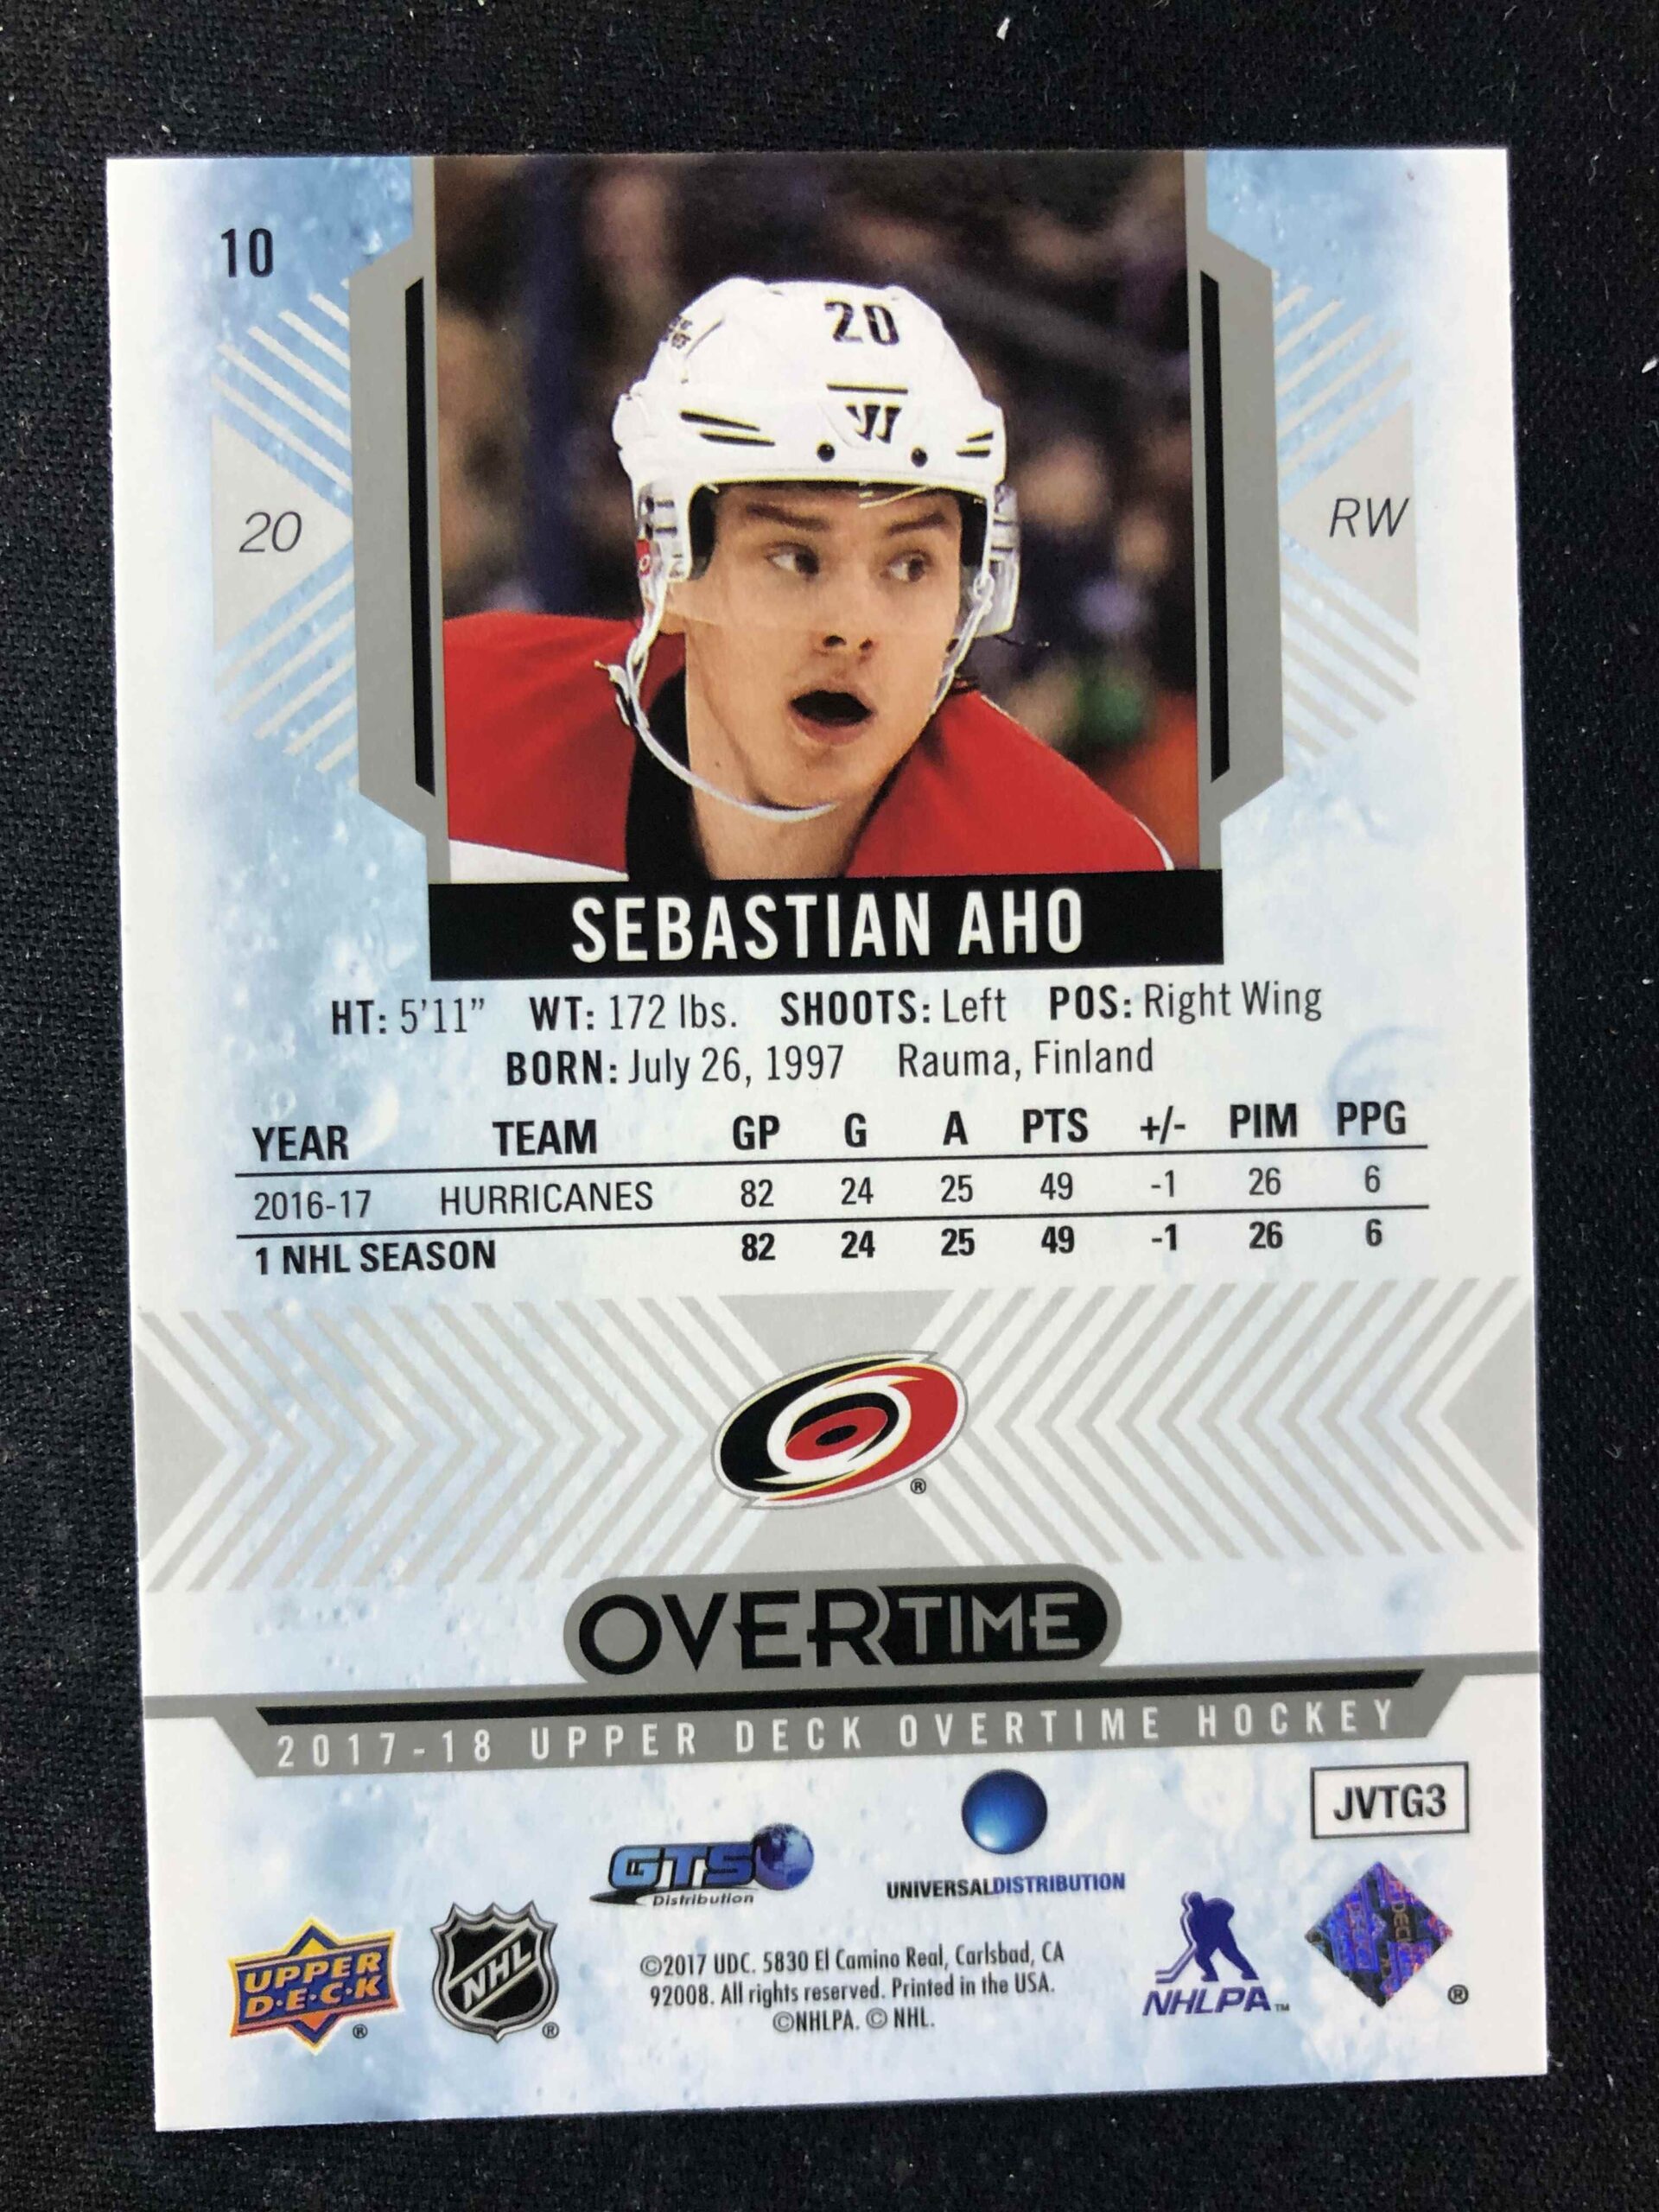 10
20
20
RW
SEBASTIAN AHO
HT: 5'11" WT: 172 lbs. SHOOTS: Left POS: Right Wing
BORN: July 26, 1997 Rauma, Finland
YEAR TEAM GP G A PTS +/- PIM PPG
2016-17 HURRICANES 82 24 25 49 -1 26 6
1 NHL SEASON 82 24 25 49 -1 26 6
®
OVERTIME
2017-18 UPPER DECK OVERTIME HOCKEY
JVTG3
GTS
Distribution
UNIVERSALDISTRIBUTION
UPPER
D·E·C·K
®
NHL
®
©2017 UDC. 5830 El Camino Real, Carlsbad, CA
92008. All rights reserved. Printed in the USA.
©NHLPA. © NHL.
NHLPA™
®